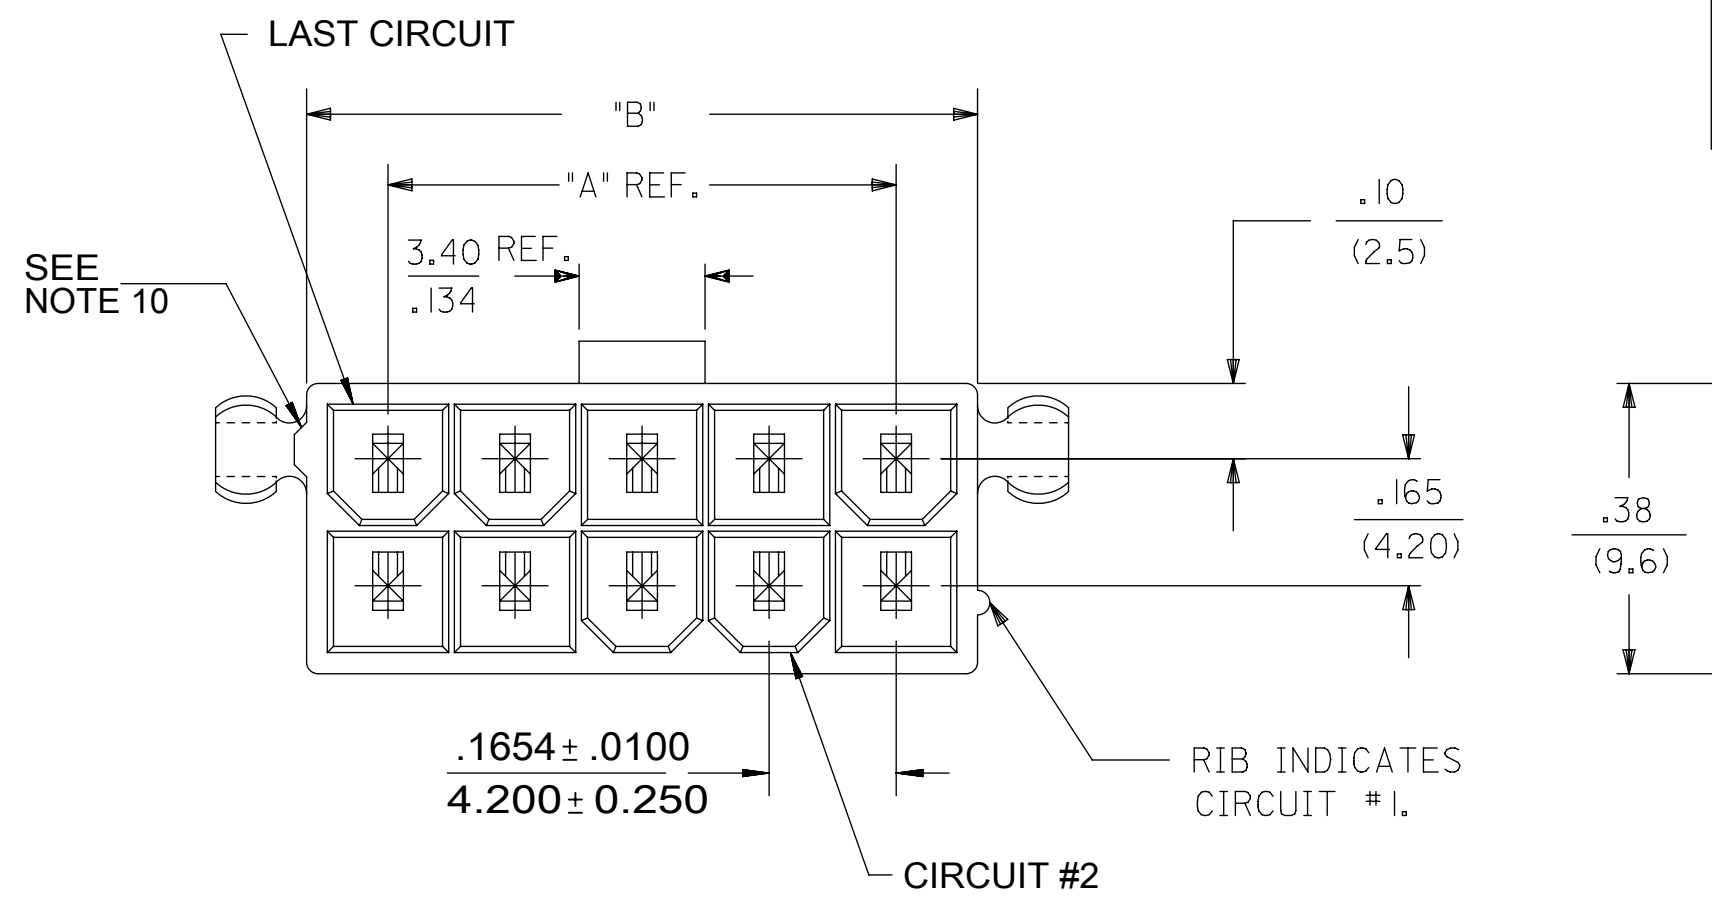 LAST CIRCUIT
"B"
"A" REF.
.10
(2.5)
3.40 REF.
.134
SEE
NOTE 10
.165
(4.20)
.38
(9.6)
.1654 ± .0100
4.200 ± 0.250
RIB INDICATES
CIRCUIT #1.
CIRCUIT #2